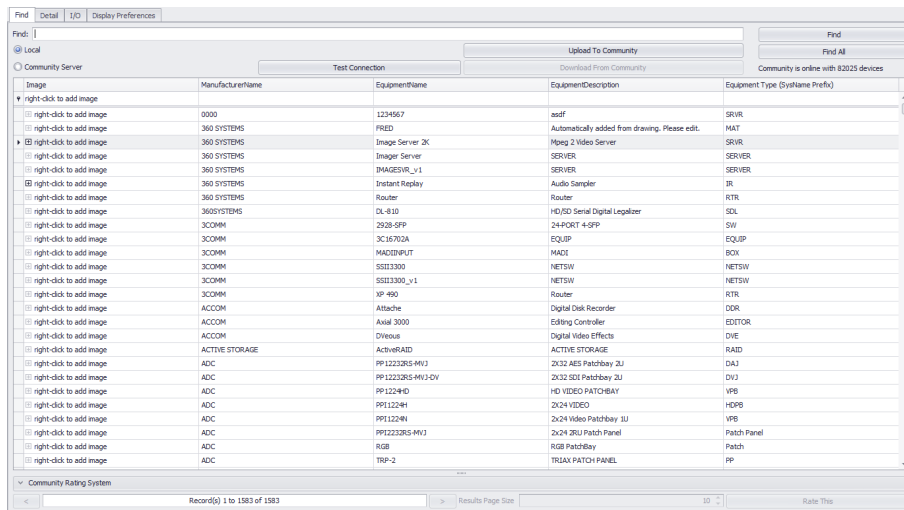 Find Detail I/O Display Preferences
Find: Find
Local Upload To Community Find All
Community Server Test Connection Download From Community Community is online with 82025 devices
Image ManufacturerName EquipmentName EquipmentDescription Equipment Type (SysName Prefix)
right-click to add image
right-click to add image 0000 1234567 asdf SRVR
right-click to add image 360 SYSTEMS FRED Automatically added from drawing. Please edit. MAT
right-click to add image 360 SYSTEMS Image Server 2K Mpeg 2 Video Server SRVR
right-click to add image 360 SYSTEMS Imager Server SERVER SERVER
right-click to add image 360 SYSTEMS IMAGESVR_v1 SERVER SERVER
right-click to add image 360 SYSTEMS Instant Replay Audio Sampler IR
right-click to add image 360 SYSTEMS Router Router RTR
right-click to add image 360SYSTEMS DL-810 HD/SD Serial Digital Legalizer SDL
right-click to add image 3COMM 2928-SFP 24-PORT 4-SFP SW
right-click to add image 3COMM 3C16702A EQUIP EQUIP
right-click to add image 3COMM MADIINPUT MADI BOX
right-click to add image 3COMM SSII3300 NETSW NETSW
right-click to add image 3COMM SSII3300_v1 NETSW NETSW
right-click to add image 3COMM XP 490 Router RTR
right-click to add image ACCOM Attache Digital Disk Recorder DDR
right-click to add image ACCOM Axial 3000 Editing Controller EDITOR
right-click to add image ACCOM DVeous Digital Video Effects DVE
right-click to add image ACTIVE STORAGE ActiveRAID ACTIVE STORAGE RAID
right-click to add image ADC PP12232RS-MVJ 2X32 AES Patchbay 2U DAJ
right-click to add image ADC PP12232RS-MVJ-DV 2X32 SDI Patchbay 2U DVJ
right-click to add image ADC PP1224HD HD VIDEO PATCHBAY VPB
right-click to add image ADC PPI1224H 2X24 VIDEO HDPB
right-click to add image ADC PPI1224N 2x24 Video Patchbay 1U VPB
right-click to add image ADC PPI2232RS-MVJ 2x24 2RU Patch Panel Patch Panel
right-click to add image ADC RGB RGB PatchBay Patch
right-click to add image ADC TRP-2 TRIAX PATCH PANEL PP
Community Rating System
< Record(s) 1 to 1583 of 1583 > Results Page Size 10 Rate This